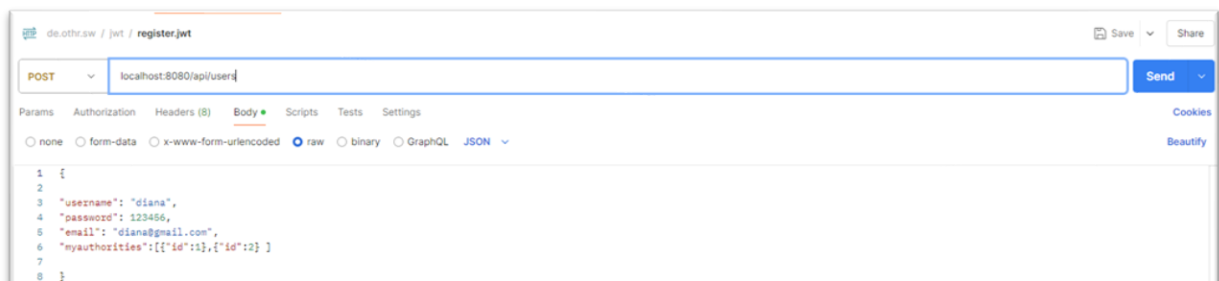 HTTP de.othr.sw / jwt / register.jwt Save Share
POST localhost:8080/api/users Send
Params Authorization Headers (8) Body Scripts Tests Settings Cookies
none form-data x-www-form-urlencoded raw binary GraphQL JSON Beautify
1 {
2
3 "username": "diana",
4 "password": 123456,
5 "email": "diana@gmail.com",
6 "myauthorities":[{"id":1},{"id":2} ]
7
8 }